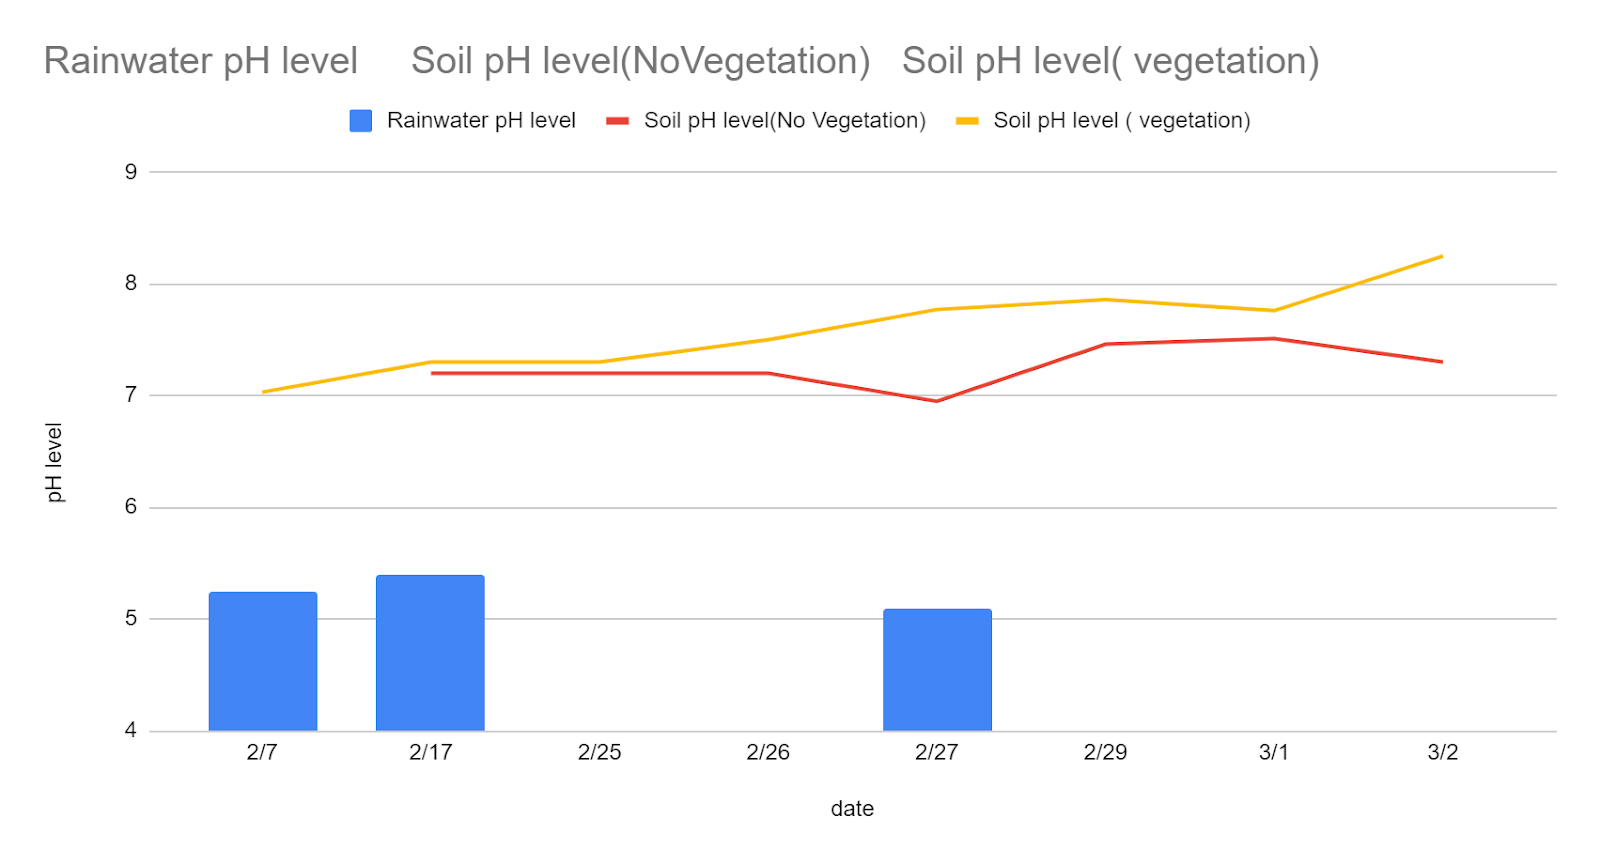 Rainwater pH level     Soil pH level(NoVegetation)   Soil pH level( vegetation)
Rainwater pH level   Soil pH level(No Vegetation)   Soil pH level ( vegetation)
9
8
7
6
5
4
pH level
2/7 2/17 2/25 2/26 2/27 2/29 3/1 3/2
date